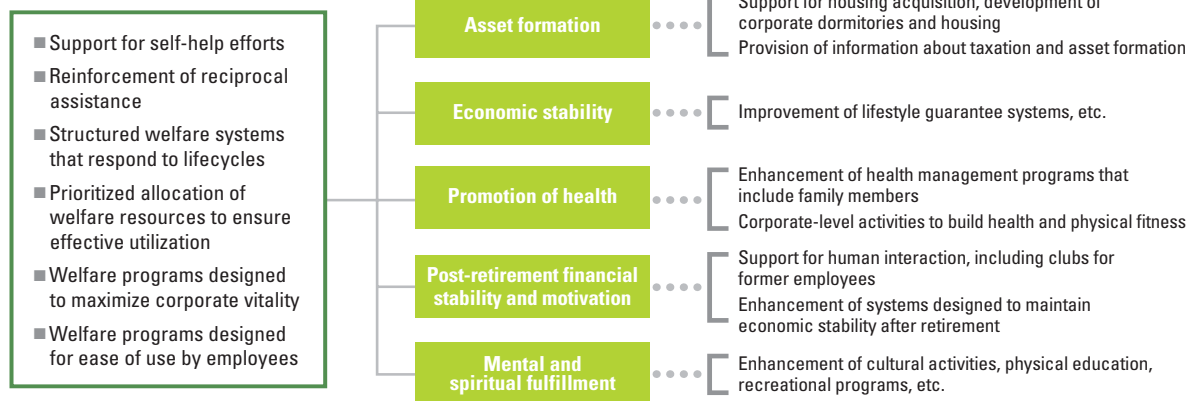 ■ Support for self-help efforts
■ Reinforcement of reciprocal
assistance
■ Structured welfare systems
that respond to lifecycles
■ Prioritized allocation of
welfare resources to ensure
effective utilization
■ Welfare programs designed
to maximize corporate vitality
■ Welfare programs designed
for ease of use by employees
Asset formation
Support for housing acquisition, development of
corporate dormitories and housing
Provision of information about taxation and asset formation
Economic stability
Improvement of lifestyle guarantee systems, etc.
Promotion of health
Enhancement of health management programs that
include family members
Corporate-level activities to build health and physical fitness
Post-retirement financial
stability and motivation
Support for human interaction, including clubs for
former employees
Enhancement of systems designed to maintain
economic stability after retirement
Mental and
spiritual fulfillment
Enhancement of cultural activities, physical education,
recreational programs, etc.